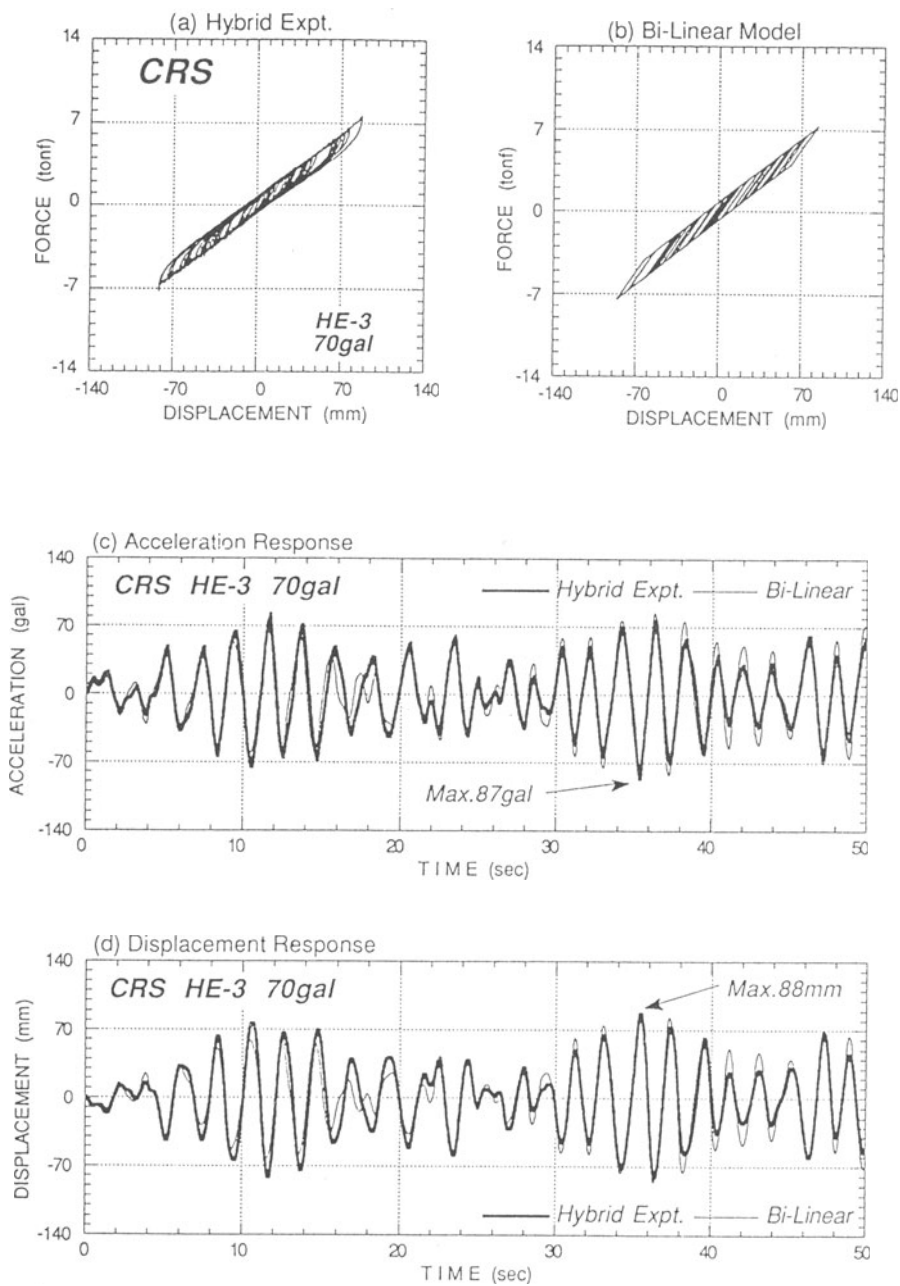 (a) Hybrid Expt.
14
CRS
7
0
-7
-14
FORCE (tonf)
HE-3
70gal
-140 -70 0 70 140
DISPLACEMENT (mm)
(b) Bi-Linear Model
14
7
0
-7
-14
FORCE (tonf)
-140 -70 0 70 140
DISPLACEMENT (mm)
(c) Acceleration Response
140
CRS HE-3 70gal
Hybrid Expt. Bi-Linear
70
0
-70
-140
ACCELERATION (gal)
Max.87gal
0 10 20 30 40 50
TIME (sec)
(d) Displacement Response
140
CRS HE-3 70gal
Max.88mm
70
0
-70
-140
DISPLACEMENT (mm)
Hybrid Expt. Bi-Linear
0 10 20 30 40 50
TIME (sec)